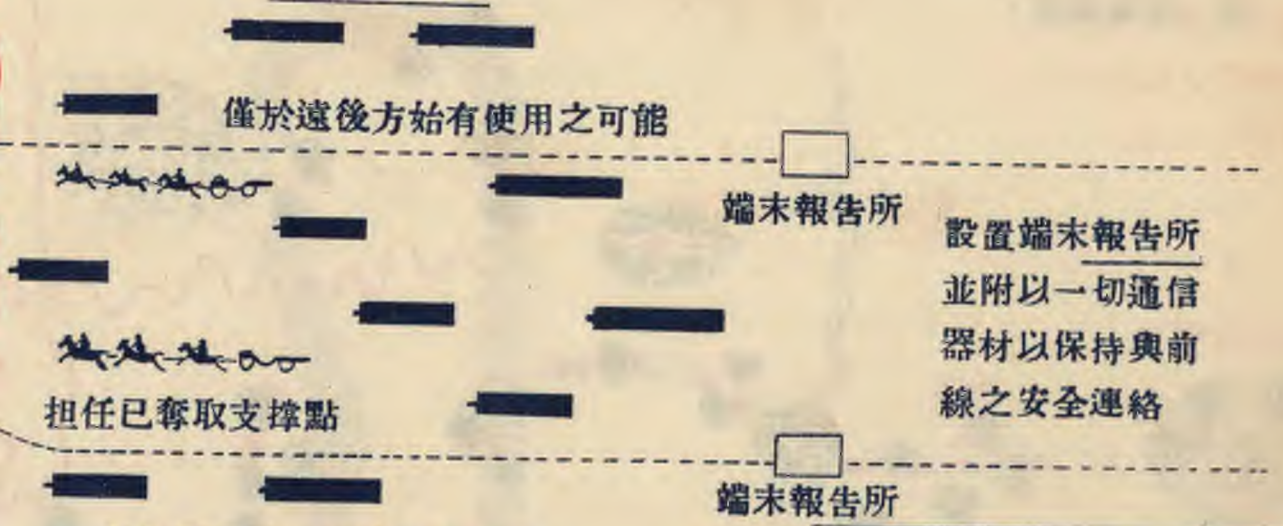 僅於遠後方始有使用之可能
端末報告所
設置端末報告所
並附以一切通信
器材以保持與前
線之安全連絡
担任已奪取支撑點
端末報告所